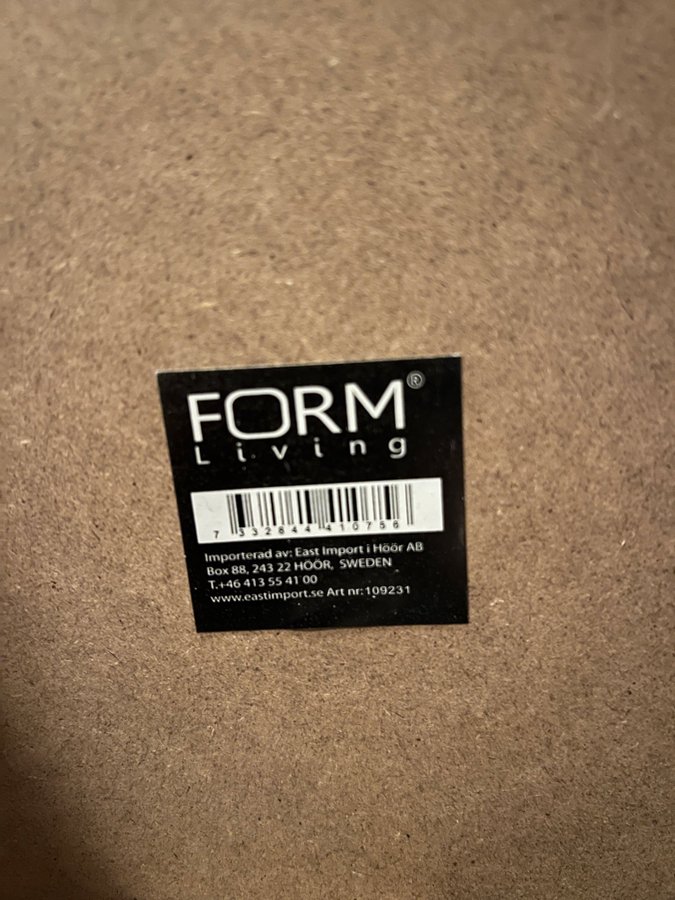 FORM®
Living
7 332844 410756
Importerad av: East Import i Höör AB
Box 88, 243 22 HÖÖR, SWEDEN
T.+46 413 55 41 00
www.eastimport.se Art nr:109231